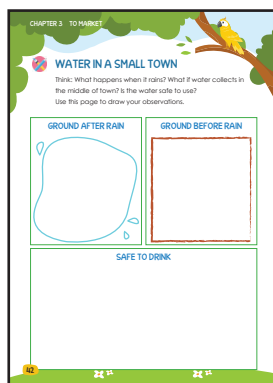 CHAPTER 3 TO MARKET
WATER IN A SMALL TOWN
Think: What happens when it rains? What if water collects in
the middle of town? Is the water safe to use?
Use this page to draw your observations.
GROUND AFTER RAIN
GROUND BEFORE RAIN
SAFE TO DRINK
42